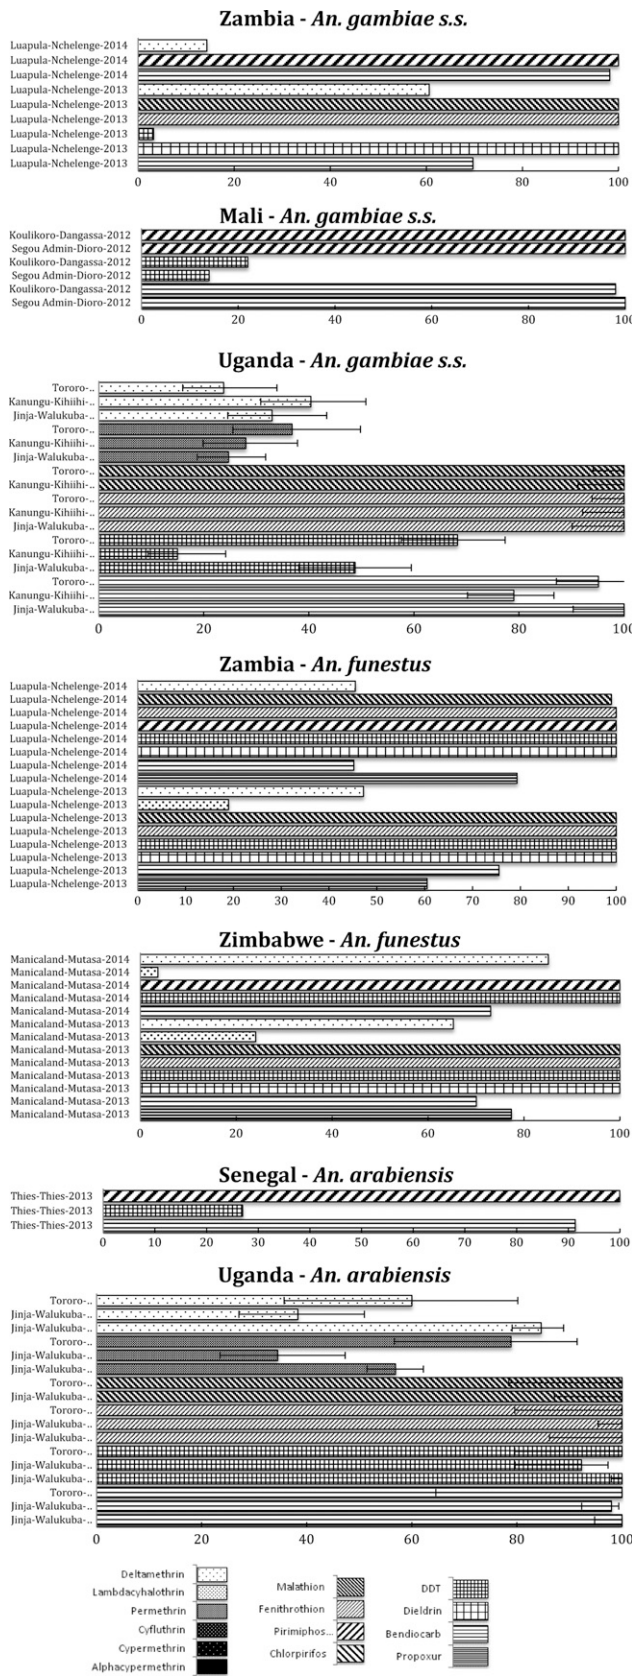 Zambia - An. gambiae s.s.
Luapula-Nchelenge-2014
Luapula-Nchelenge-2014
Luapula-Nchelenge-2014
Luapula-Nchelenge-2013
Luapula-Nchelenge-2013
Luapula-Nchelenge-2013
Luapula-Nchelenge-2013
Luapula-Nchelenge-2013
Luapula-Nchelenge-2013
0 20 40 60 80 100
Mali - An. gambiae s.s.
Koulikoro-Dangassa-2012
Segou Admin-Dioro-2012
Koulikoro-Dangassa-2012
Segou Admin-Dioro-2012
Koulikoro-Dangassa-2012
Segou Admin-Dioro-2012
0 20 40 60 80 100
Uganda - An. gambiae s.s.
Tororo-..
Kanungu-Kihiihi-..
Jinja-Walukuba-..
Tororo-..
Kanungu-Kihiihi-..
Jinja-Walukuba-..
Tororo-..
Kanungu-Kihiihi-..
Tororo-..
Kanungu-Kihiihi-..
Jinja-Walukuba-..
Tororo-..
Kanungu-Kihiihi-..
Jinja-Walukuba-..
Tororo-..
Kanungu-Kihiihi-..
Jinja-Walukuba-..
0 20 40 60 80 100
Zambia - An. funestus
Luapula-Nchelenge-2014
Luapula-Nchelenge-2014
Luapula-Nchelenge-2014
Luapula-Nchelenge-2014
Luapula-Nchelenge-2014
Luapula-Nchelenge-2014
Luapula-Nchelenge-2014
Luapula-Nchelenge-2014
Luapula-Nchelenge-2013
Luapula-Nchelenge-2013
Luapula-Nchelenge-2013
Luapula-Nchelenge-2013
Luapula-Nchelenge-2013
Luapula-Nchelenge-2013
Luapula-Nchelenge-2013
Luapula-Nchelenge-2013
0 10 20 30 40 50 60 70 80 90 100
Zimbabwe - An. funestus
Manicaland-Mutasa-2014
Manicaland-Mutasa-2014
Manicaland-Mutasa-2014
Manicaland-Mutasa-2014
Manicaland-Mutasa-2014
Manicaland-Mutasa-2013
Manicaland-Mutasa-2013
Manicaland-Mutasa-2013
Manicaland-Mutasa-2013
Manicaland-Mutasa-2013
Manicaland-Mutasa-2013
Manicaland-Mutasa-2013
Manicaland-Mutasa-2013
0 20 40 60 80 100
Senegal - An. arabiensis
Thies-Thies-2013
Thies-Thies-2013
Thies-Thies-2013
0 10 20 30 40 50 60 70 80 90 100
Uganda - An. arabiensis
Tororo-..
Jinja-Walukuba-..
Jinja-Walukuba-..
Tororo-..
Jinja-Walukuba-..
Jinja-Walukuba-..
Tororo-..
Jinja-Walukuba-..
Tororo-..
Jinja-Walukuba-..
Jinja-Walukuba-..
Tororo-..
Jinja-Walukuba-..
Jinja-Walukuba-..
Tororo-..
Jinja-Walukuba-..
Jinja-Walukuba-..
0 20 40 60 80 100
Deltamethrin
Lambdacyhalothrin
Permethrin
Cyfluthrin
Cypermethrin
Alphacypermethrin
Malathion
Fenithrothion
Pirimiphos...
Chlorpirifos
DDT
Dieldrin
Bendiocarb
Propoxur